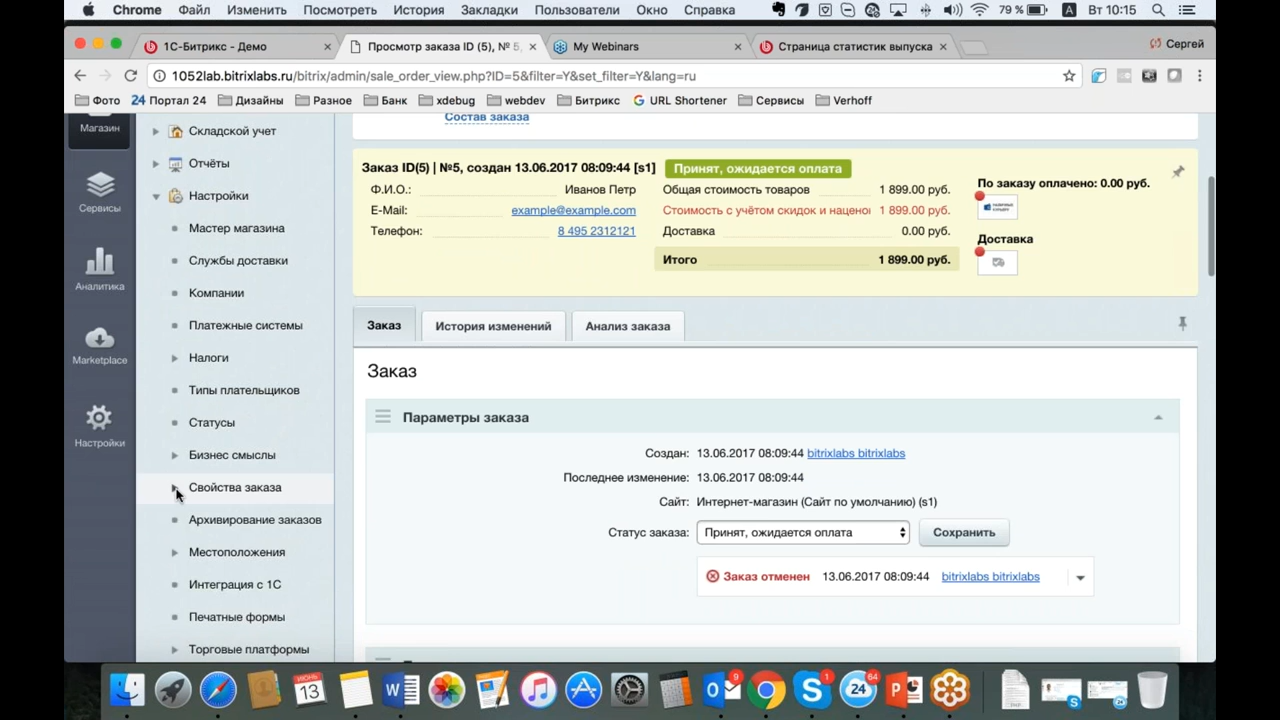 Chrome Файл Изменить Посмотреть История Закладки Пользователи Окно Справка 79 % A Вт 10:15
1С-Битрикс - Демо Просмотр заказа ID (5), № 5, My Webinars Страница статистик выпуска Сергей
1052lab.bitrixlabs.ru/bitrix/admin/sale_order_view.php?ID=5&filter=Y&set_filter=Y&lang=ru
Фото 24 Портал 24 Дизайны Разное Банк xdebug webdev Битрикс URL Shortener Сервисы Verhoff
Магазин
Сервисы
Аналитика
Marketplace
Настройки
Складской учет
Отчёты
Настройки
Мастер магазина
Службы доставки
Компании
Платежные системы
Налоги
Типы плательщиков
Статусы
Бизнес смыслы
Свойства заказа
Архивирование заказов
Местоположения
Интеграция с 1С
Печатные формы
Торговые платформы
Состав заказа
Заказ ID(5) | №5, создан 13.06.2017 08:09:44 [s1] Принят, ожидается оплата
Ф.И.О.: Иванов Петр
E-Mail: example@example.com
Телефон: 8 495 2312121
Общая стоимость товаров 1 899.00 руб.
Стоимость с учётом скидок и наценок 1 899.00 руб.
Доставка 0.00 руб.
Итого 1 899.00 руб.
По заказу оплачено: 0.00 руб.
Доставка
Заказ История изменений Анализ заказа
Заказ
Параметры заказа
Создан: 13.06.2017 08:09:44 bitrixlabs bitrixlabs
Последнее изменение: 13.06.2017 08:09:44
Сайт: Интернет-магазин (Сайт по умолчанию) (s1)
Статус заказа: Принят, ожидается оплата Сохранить
Заказ отменен 13.06.2017 08:09:44 bitrixlabs bitrixlabs
ИЮНЬ
13
9
1
24
64